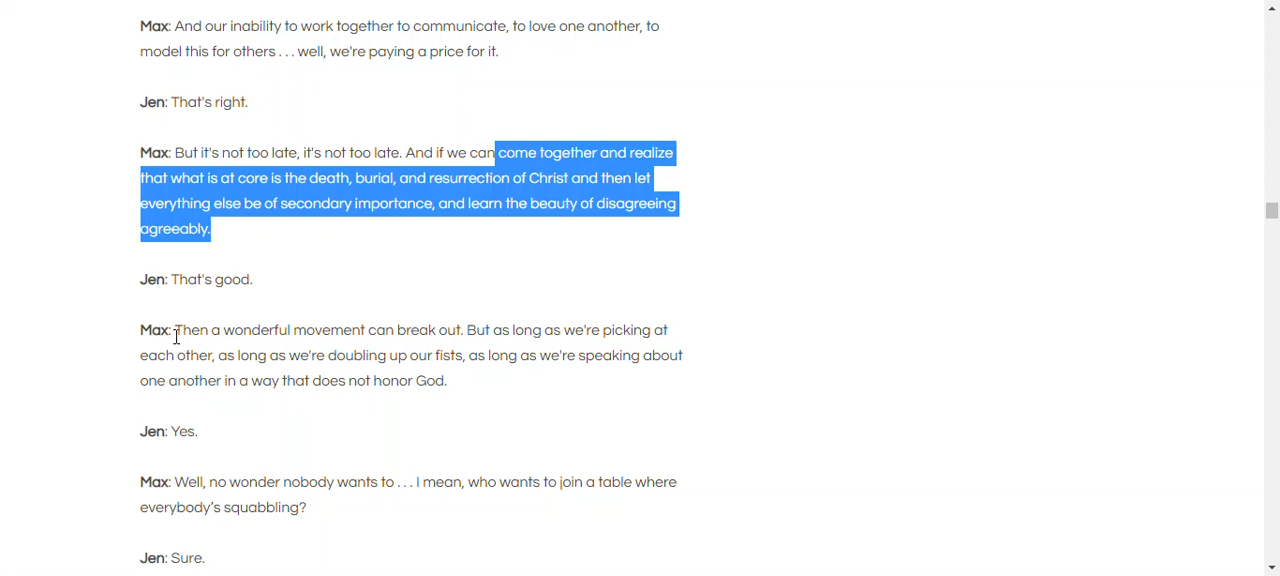 Max: And our inability to work together to communicate, to love one another, to
model this for others . . . well, we're paying a price for it.
Jen: That's right.
Max: But it's not too late, it's not too late. And if we can come together and realize
that what is at core is the death, burial, and resurrection of Christ and then let
everything else be of secondary importance, and learn the beauty of disagreeing
agreeably.
Jen: That's good.
Max: Then a wonderful movement can break out. But as long as we're picking at
each other, as long as we're doubling up our fists, as long as we're speaking about
one another in a way that does not honor God.
Jen: Yes.
Max: Well, no wonder nobody wants to . . . I mean, who wants to join a table where
everybody’s squabbling?
Jen: Sure.